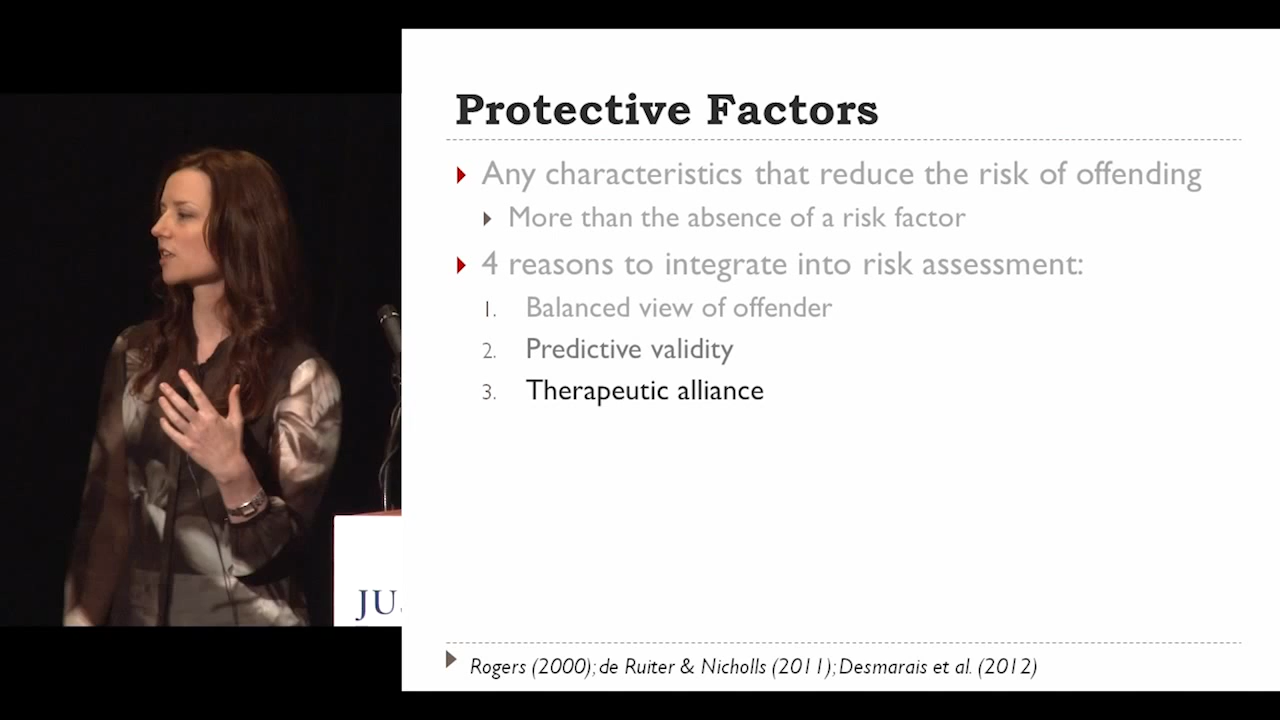 Protective Factors
Any characteristics that reduce the risk of offending
More than the absence of a risk factor
4 reasons to integrate into risk assessment:
1. Balanced view of offender
2. Predictive validity
3. Therapeutic alliance
Rogers (2000); de Ruiter & Nicholls (2011); Desmarais et al. (2012)
JUS